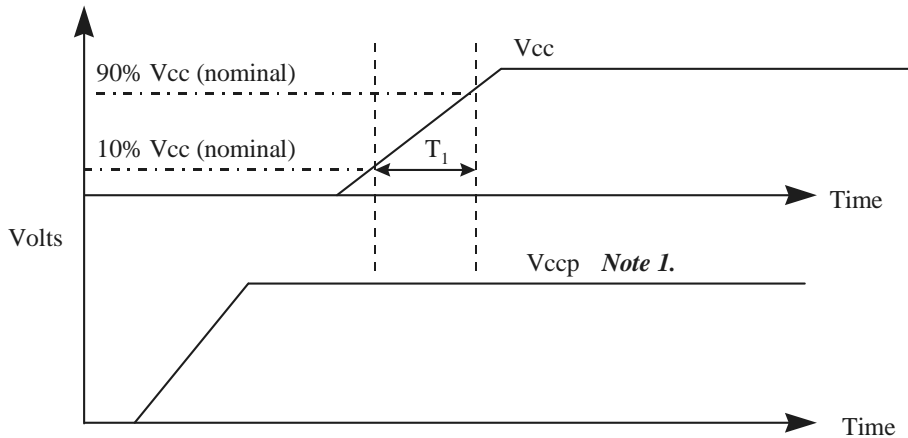 Vcc
90% Vcc (nominal)
10% Vcc (nominal)
T1
Time
Volts
Vccp Note 1.
Time